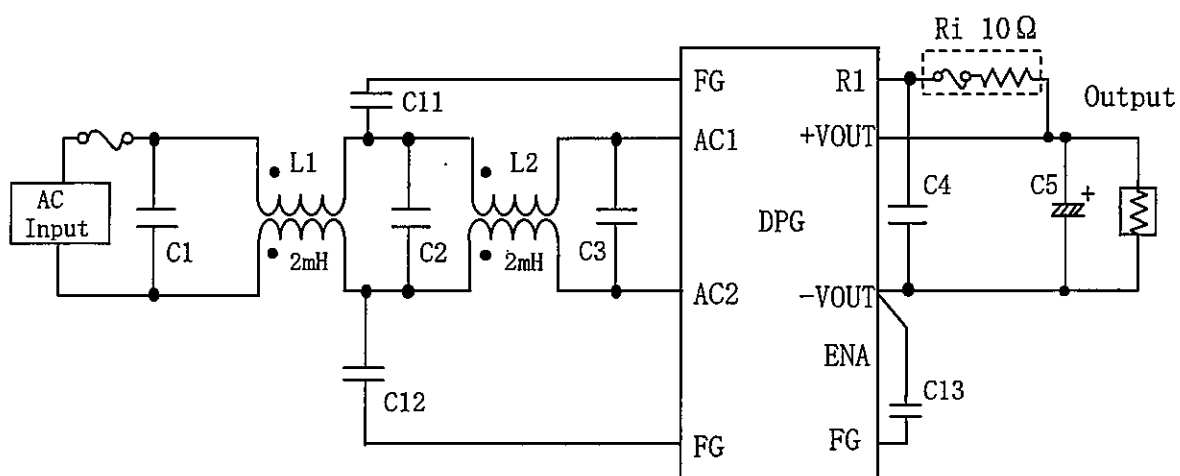 Ri 10Ω
FG
R1
Output
C11
AC1
+VOUT
L1
L2
AC
Input
C4
C5
+
DPG
C1
2mH
C2
2mH
C3
AC2
-VOUT
ENA
C12
C13
FG
FG